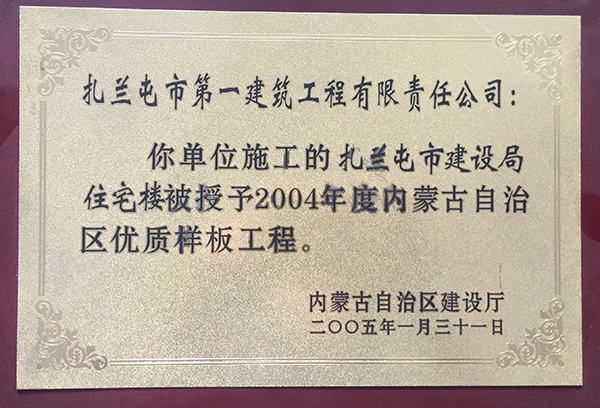 扎兰屯市第一建筑工程有限责任公司：
你单位施工的扎兰屯市建设局
住宅楼被授予2004年度内蒙古自治
区优质样板工程。
内蒙古自治区建设厅
二〇〇五年一月三十一日